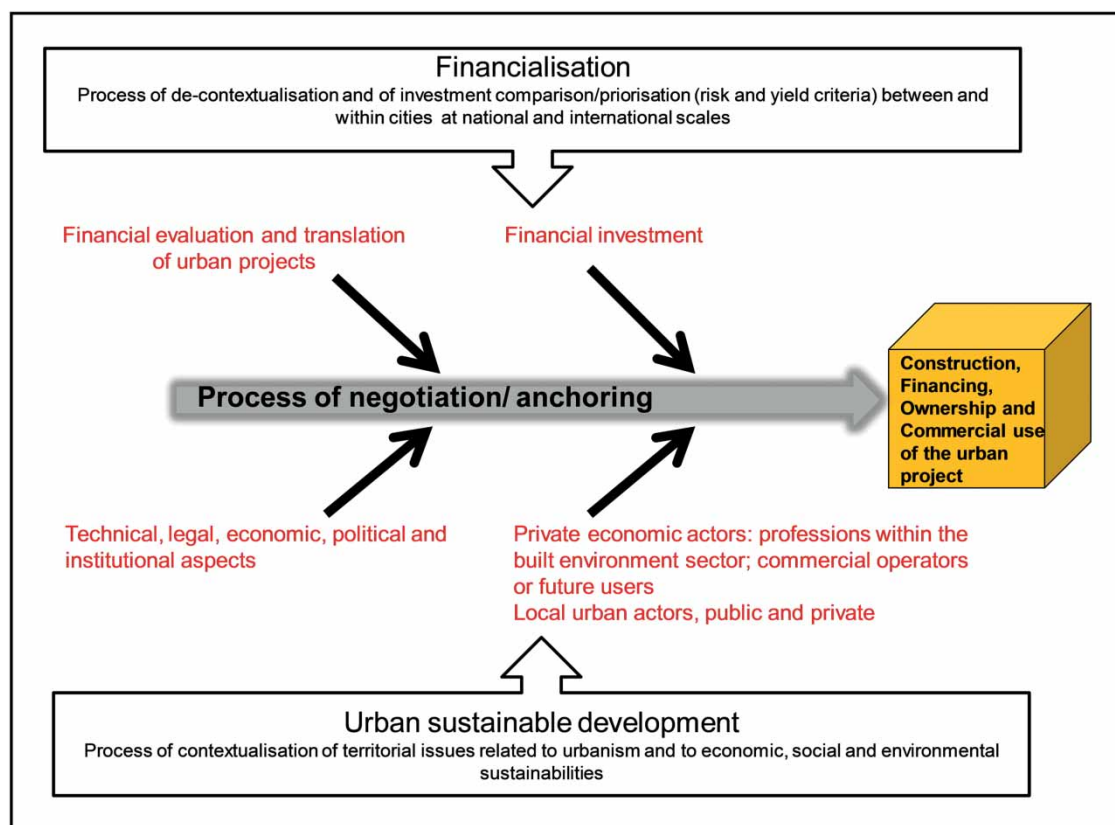 Financialisation
Process of de-contextualisation and of investment comparison/priorisation (risk and yield criteria) between and
within cities at national and international scales
Financial evaluation and translation
of urban projects
Financial investment
Process of negotiation/ anchoring
Construction,
Financing,
Ownership and
Commercial use
of the urban
project
Technical, legal, economic, political and
institutional aspects
Private economic actors: professions within the
built environment sector; commercial operators
or future users
Local urban actors, public and private
Urban sustainable development
Process of contextualisation of territorial issues related to urbanism and to economic, social and environmental
sustainabilities